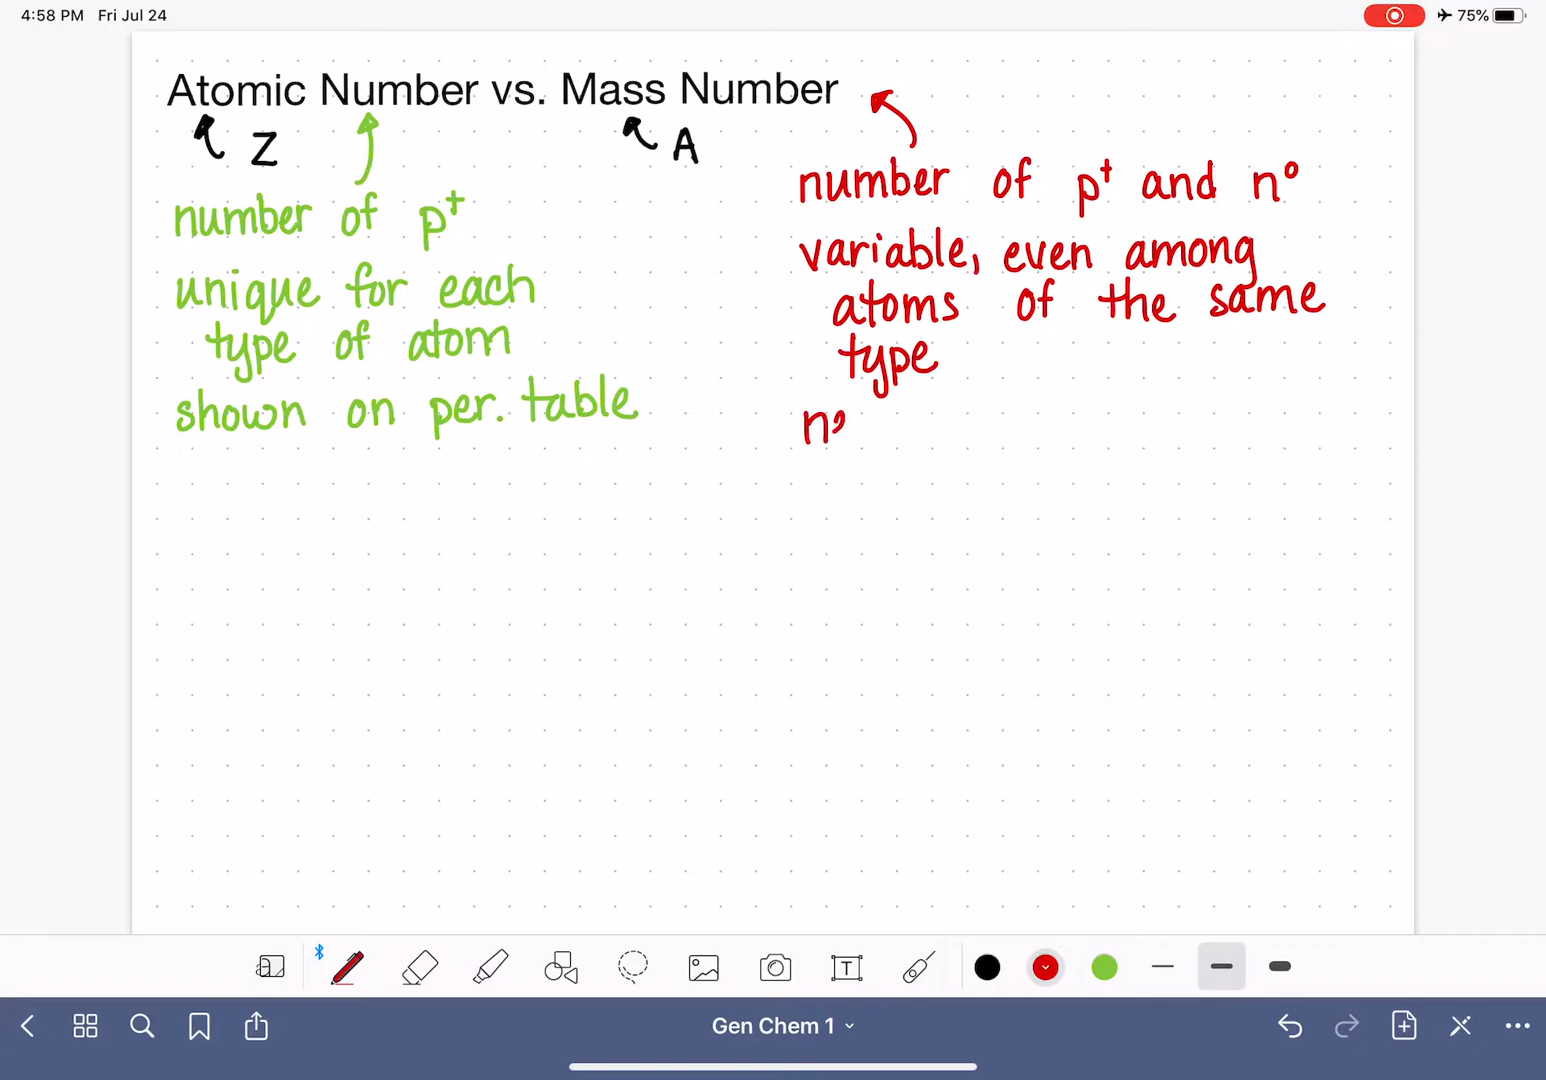 4:58 PM Fri Jul 24
75%
Atomic Number vs. Mass Number
Z
A
number of p⁺
unique for each
type of atom
shown on per. table
number of p⁺ and n⁰
variable, even among
atoms of the same
type
n
T
Gen Chem 1